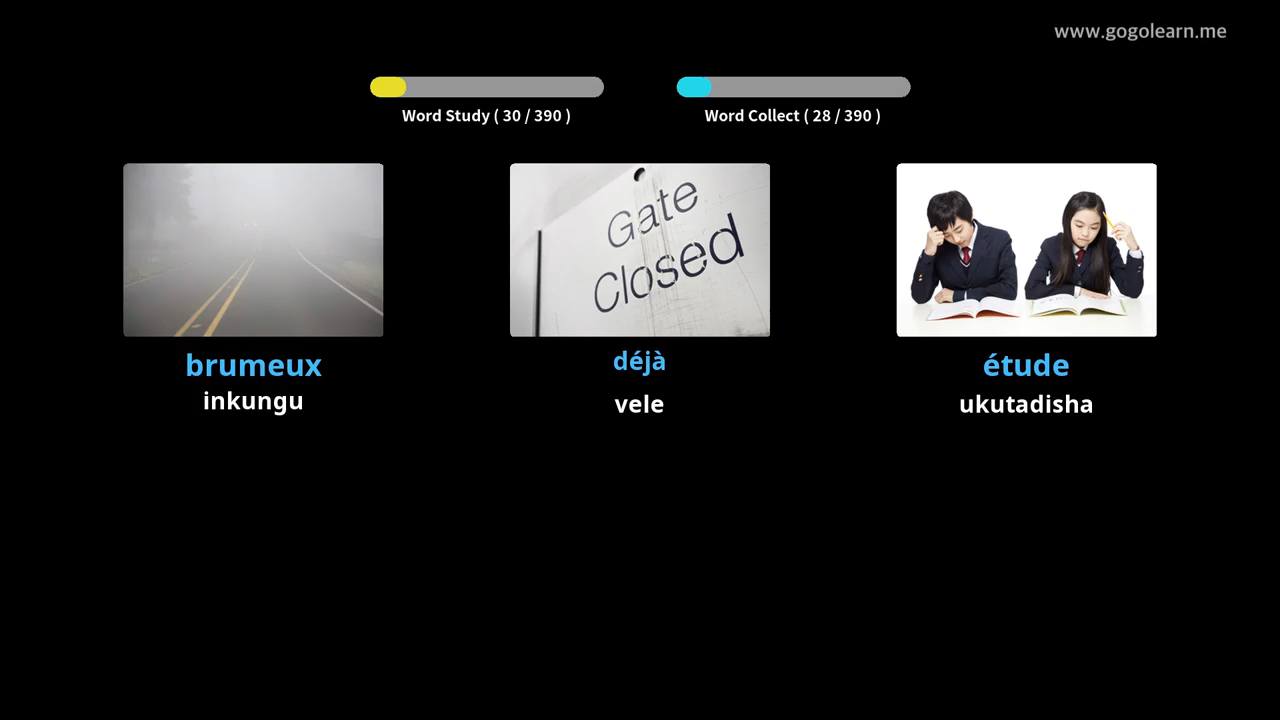 www.gogolearn.me
Word Study ( 30 / 390 )
Word Collect ( 28 / 390 )
Gate
Closed
brumeux
déjà
étude
inkungu
vele
ukutadisha